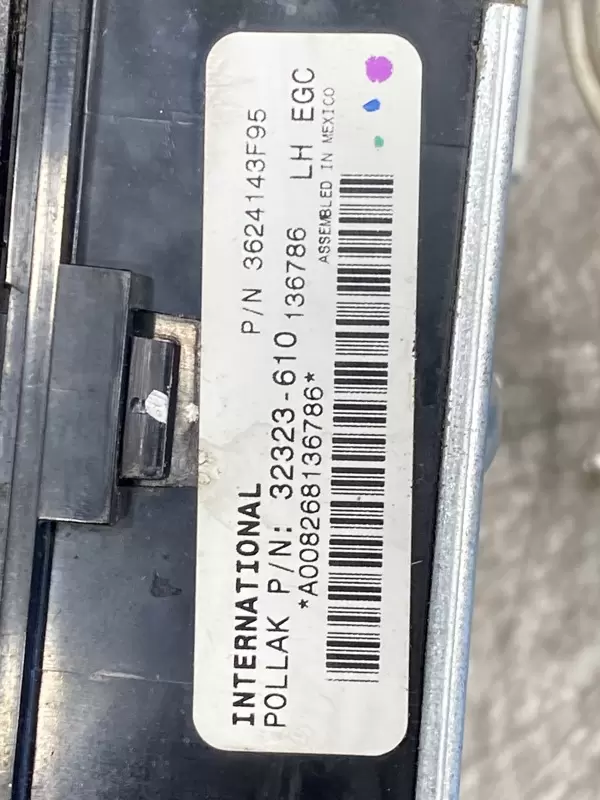 INTERNATIONAL P/N 3624143F95
POLLAK P/N: 32323-610 136786 LH EGC
*A008268136786* ASSEMBLED IN MEXICO